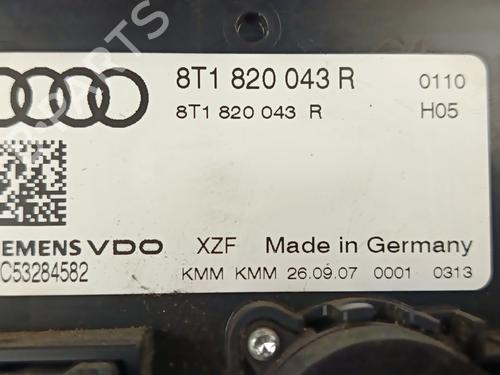 PARTS
8T1 820 043 R 0110
8T1 820 043 R H05
VDO XZF Made in Germany
C53284582 KMM KMM 26.09.07 0001 0313